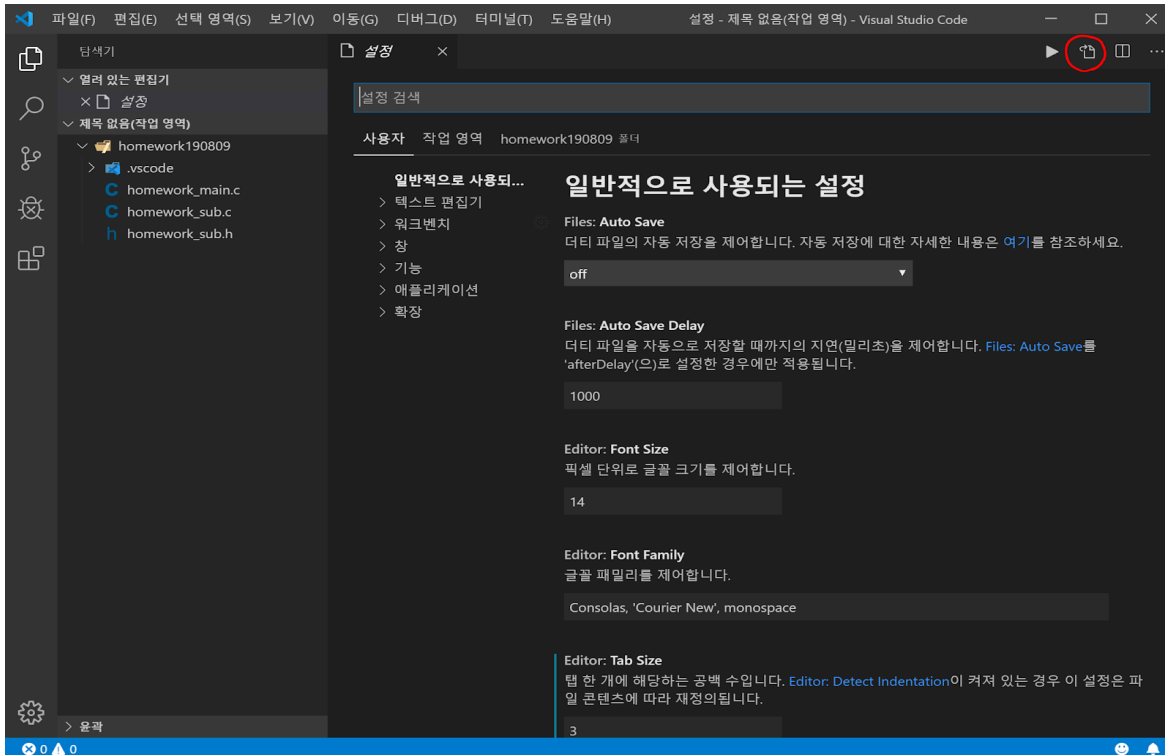 파일(F) 편집(E) 선택 영역(S) 보기(V) 이동(G) 디버그(D) 터미널(T) 도움말(H) 설정 - 제목 없음(작업 영역) - Visual Studio Code
탐색기
열려 있는 편집기
설정
제목 없음(작업 영역)
homework190809
.vscode
C homework_main.c
C homework_sub.c
h homework_sub.h
윤곽
설정
설정 검색
사용자 작업 영역 homework190809 폴더
일반적으로 사용되...
텍스트 편집기
워크벤치
창
기능
애플리케이션
확장
일반적으로 사용되는 설정
Files: Auto Save
더티 파일의 자동 저장을 제어합니다. 자동 저장에 대한 자세한 내용은 여기를 참조하세요.
off
Files: Auto Save Delay
더티 파일을 자동으로 저장할 때까지의 지연(밀리초)을 제어합니다. Files: Auto Save를
'afterDelay'(으)로 설정한 경우에만 적용됩니다.
1000
Editor: Font Size
픽셀 단위로 글꼴 크기를 제어합니다.
14
Editor: Font Family
글꼴 패밀리를 제어합니다.
Consolas, 'Courier New', monospace
Editor: Tab Size
탭 한 개에 해당하는 공백 수입니다. Editor: Detect Indentation이 켜져 있는 경우 이 설정은 파
일 콘텐츠에 따라 재정의됩니다.
3
0 0